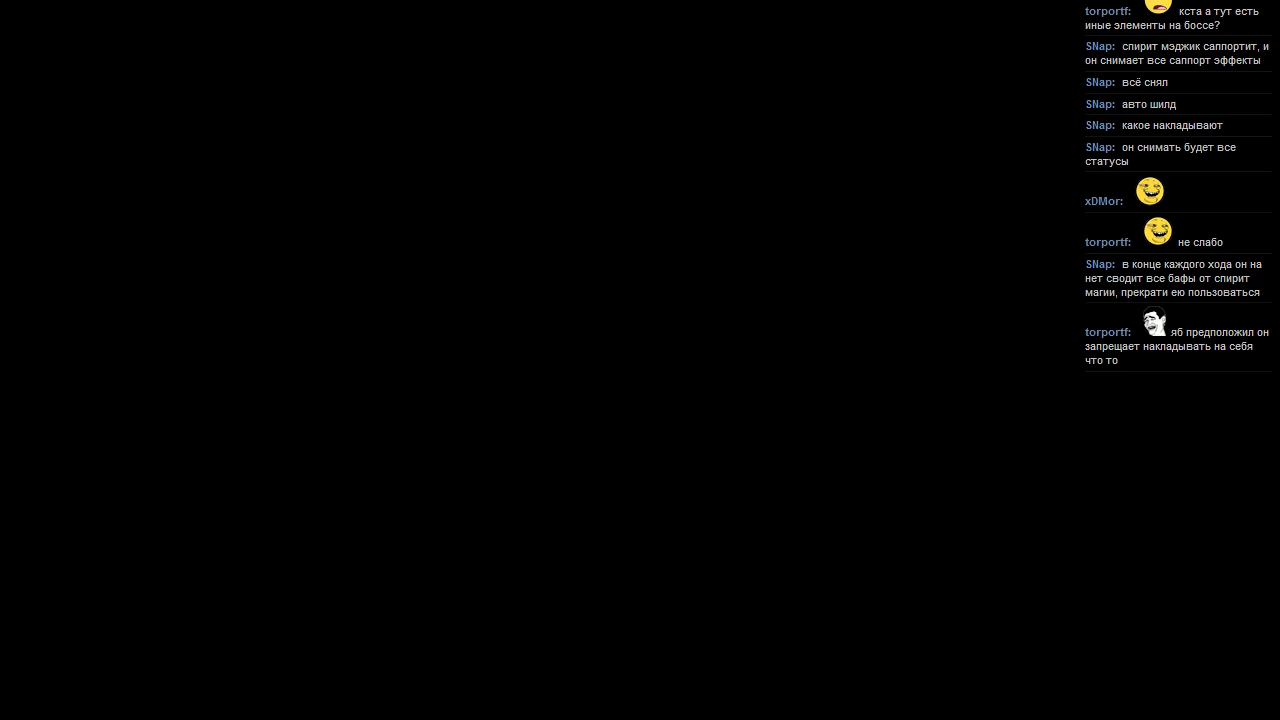 torportf: кста а тут есть
иные элементы на боссе?
SNap: спирит мэджик саппортит, и
он снимает все саппорт эффекты
SNap: всё снял
SNap: авто шилд
SNap: какое накладывают
SNap: он снимать будет все
статусы
xDMor:
torportf: не слабо
SNap: в конце каждого хода он на
нет сводит все бафы от спирит
магии, прекрати ею пользоваться
torportf: яб предположил он
запрещает накладывать на себя
что то